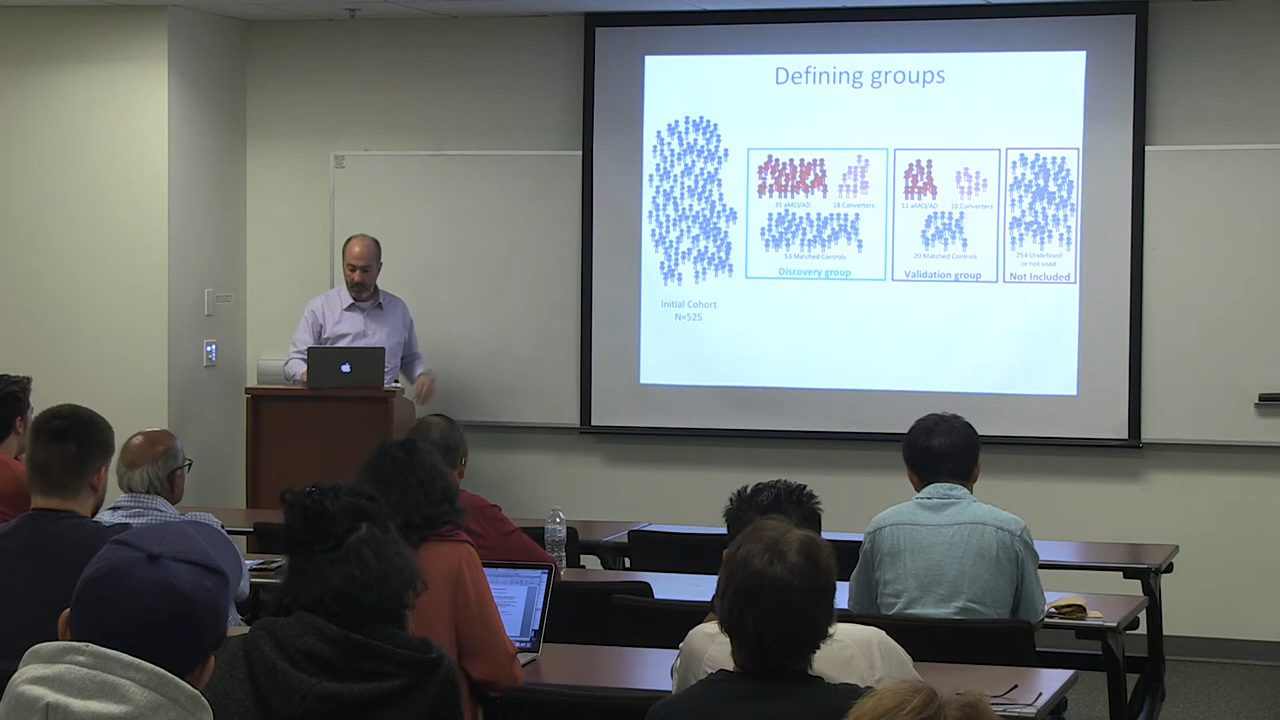 Defining groups
35 aMCI/AD
18 Converters
53 Matched Controls
Discovery group
11 aMCI/AD
10 Converters
20 Matched Controls
Validation group
254 Undefined
or not used
Not Included
Initial Cohort
N=525